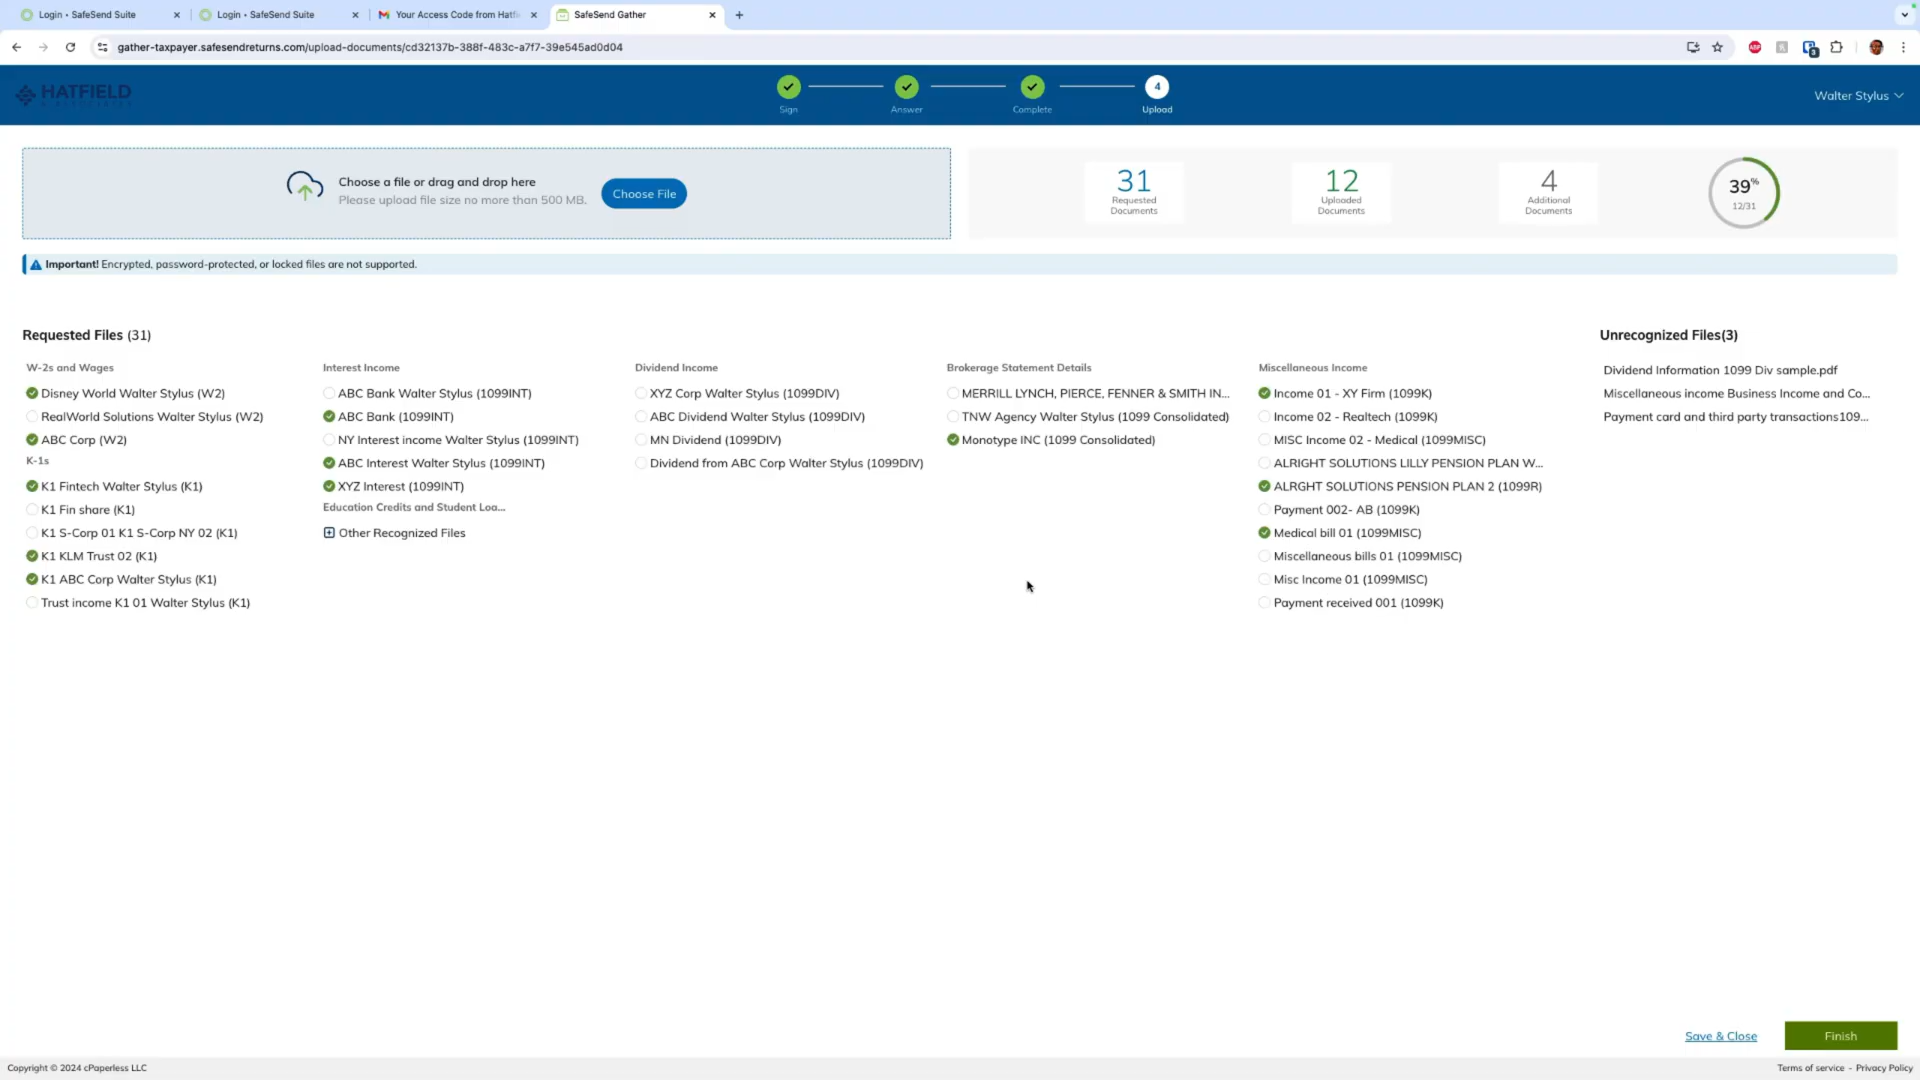 Login • SafeSend Suite
Login • SafeSend Suite
Your Access Code from Hatfi
SafeSend Gather
gather-taxpayer.safesendreturns.com/upload-documents/cd32137b-388f-483c-a7f7-39e545ad0d04
HATFIELD
Sign
Answer
Complete
4
Upload
Walter Stylus
Choose a file or drag and drop here
Please upload file size no more than 500 MB.
Choose File
31
Requested
Documents
12
Uploaded
Documents
4
Additional
Documents
39%
12/31
Important! Encrypted, password-protected, or locked files are not supported.
Requested Files (31)
W-2s and Wages
Disney World Walter Stylus (W2)
RealWorld Solutions Walter Stylus (W2)
ABC Corp (W2)
K-1s
K1 Fintech Walter Stylus (K1)
K1 Fin share (K1)
K1 S-Corp 01 K1 S-Corp NY 02 (K1)
K1 KLM Trust 02 (K1)
K1 ABC Corp Walter Stylus (K1)
Trust income K1 01 Walter Stylus (K1)
Interest Income
ABC Bank Walter Stylus (1099INT)
ABC Bank (1099INT)
NY Interest income Walter Stylus (1099INT)
ABC Interest Walter Stylus (1099INT)
XYZ Interest (1099INT)
Education Credits and Student Loa...
Other Recognized Files
Dividend Income
XYZ Corp Walter Stylus (1099DIV)
ABC Dividend Walter Stylus (1099DIV)
MN Dividend (1099DIV)
Dividend from ABC Corp Walter Stylus (1099DIV)
Brokerage Statement Details
MERRILL LYNCH, PIERCE, FENNER & SMITH IN...
TNW Agency Walter Stylus (1099 Consolidated)
Monotype INC (1099 Consolidated)
Miscellaneous Income
Income 01 - XY Firm (1099K)
Income 02 - Realtech (1099K)
MISC Income 02 - Medical (1099MISC)
ALRIGHT SOLUTIONS LILLY PENSION PLAN W...
ALRGHT SOLUTIONS PENSION PLAN 2 (1099R)
Payment 002- AB (1099K)
Medical bill 01 (1099MISC)
Miscellaneous bills 01 (1099MISC)
Misc Income 01 (1099MISC)
Payment received 001 (1099K)
Unrecognized Files(3)
Dividend Information 1099 Div sample.pdf
Miscellaneous income Business Income and Co...
Payment card and third party transactions109...
Save & Close
Finish
Copyright © 2024 cPaperless LLC
Terms of service - Privacy Policy